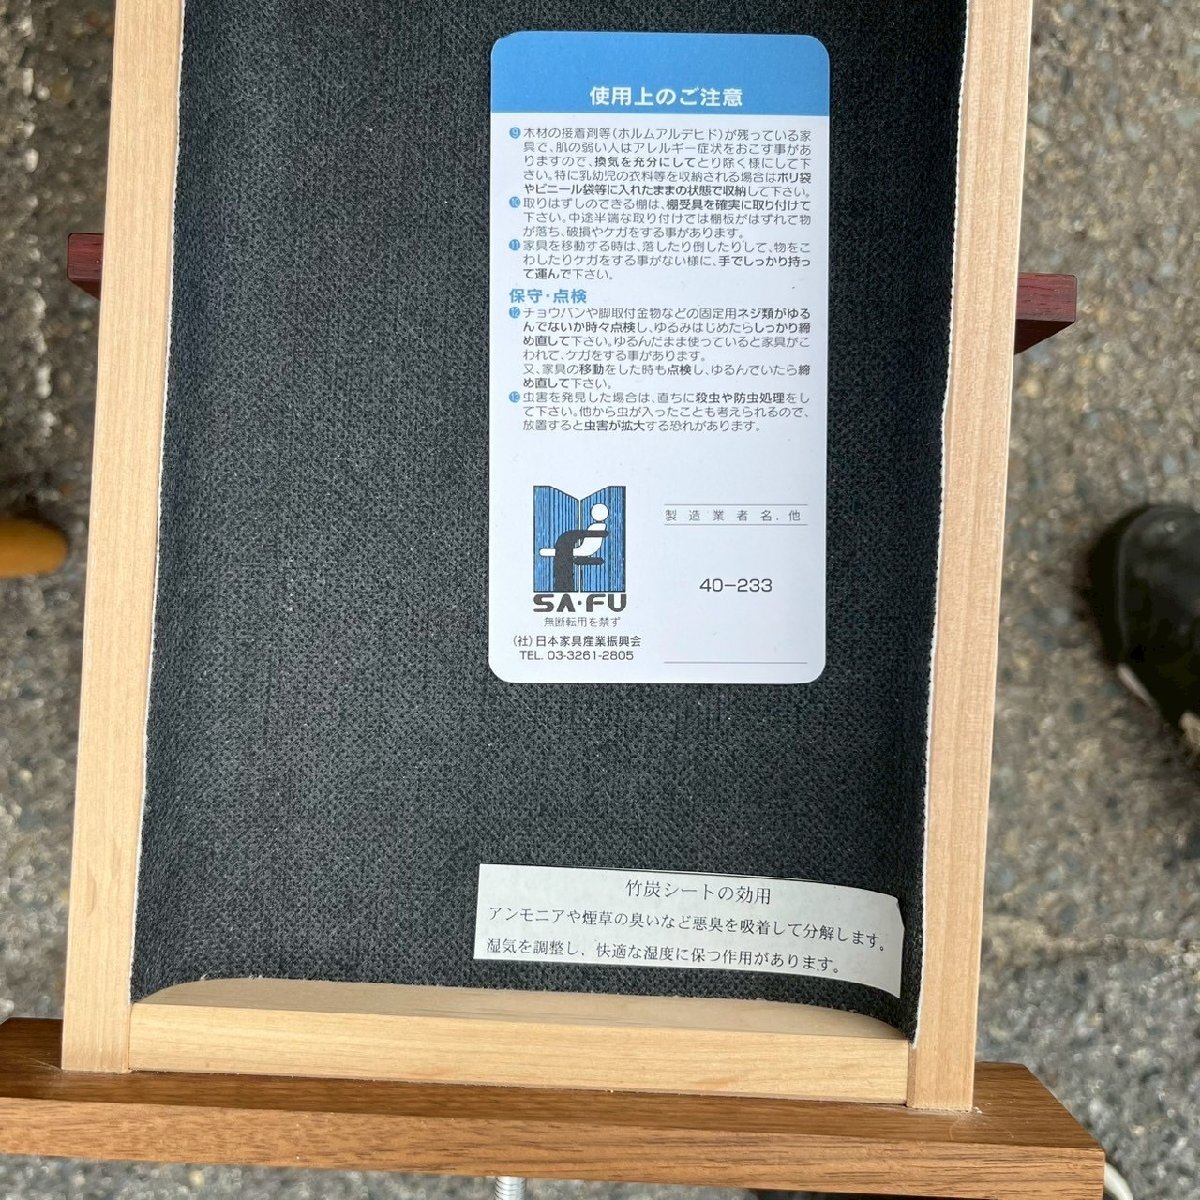 使用上のご注意
⑨木材の接着剤等(ホルムアルデヒド)が残っている家
具で、肌の弱い人はアレルギー症状をおこす事があ
りますので、換気を充分にしてとり除く様にして下
さい。特に乳幼児の衣料等を収納される場合はポリ袋
やビニール袋等に入れたままの状態で収納して下さい。
⑩取りはずしのできる棚は、棚受具を確実に取り付けて
下さい。中途半端な取り付けでは棚板がはずれて物
が落ち、破損やケガをする事があります。
⑪家具を移動する時は、落したり倒したりして、物をこ
わしたりケガをする事がない様に、手でしっかり持っ
て運んで下さい。
保守・点検
⑫チョウバンや脚取付金物などの固定用ネジ類がゆる
んでないか時々点検し、ゆるみはじめたらしっかり締
め直して下さい。ゆるんだまま使っていると家具がこ
われて、ケガをする事があります。
又、家具の移動をした時も点検し、ゆるんでいたら締
め直して下さい。
⑬虫害を発見した場合は、直ちに殺虫や防虫処理をし
て下さい。他から虫が入ったことも考えられるので、
放置すると虫害が拡大する恐れがあります。
SA・FU
無断転用を禁ず
(社)日本家具産業振興会
TEL. 03-3261-2805
製造業者名.他
40-233
竹炭シートの効用
アンモニアや煙草の臭いなど悪臭を吸着して分解します。
湿気を調整し、快適な湿度に保つ作用があります。